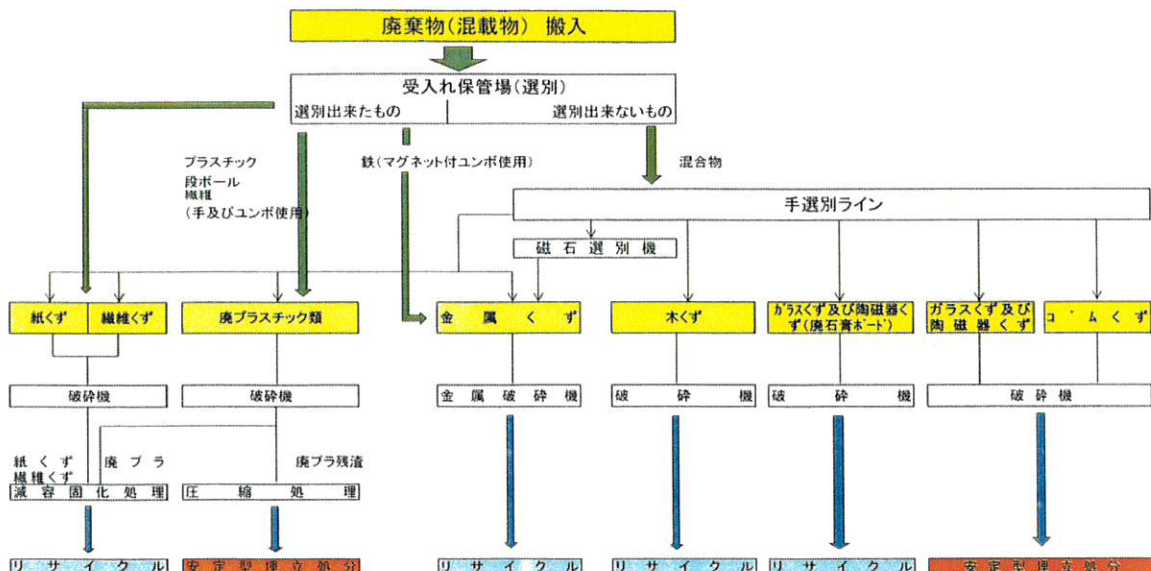 廃棄物(混載物) 搬入
受入れ保管場(選別)
選別出来たもの
選別出来ないもの
プラスチック
段ボール
繊維
(手及びユンボ使用)
鉄(マグネット付ユンボ使用)
混合物
手選別ライン
磁石選別機
紙くず
繊維くず
廃プラスチック類
金属くず
木くず
ガラスくず及び陶磁器く
ず(廃石膏ボード)
ガラスくず及び
陶磁器くず
ゴムくず
破砕機
破砕機
金属破砕機
破砕機
破砕機
破砕機
紙くず
繊維くず
廃プラ
廃プラ残渣
減容固化処理
圧縮処理
リサイクル
安定型埋立処分
リサイクル
リサイクル
リサイクル
安定型埋立処分